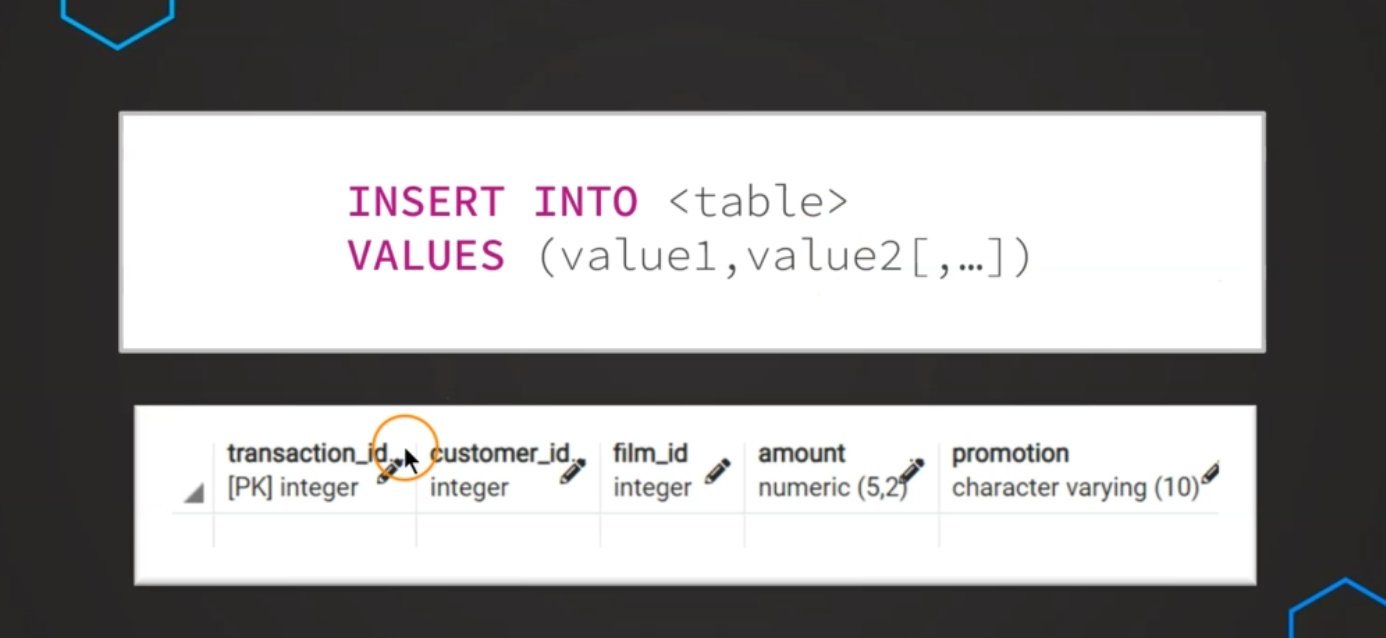 INSERT INTO <table>
VALUES (value1,value2[,…])
transaction_id customer_id film_id amount promotion
[PK] integer integer integer numeric (5,2) character varying (10)